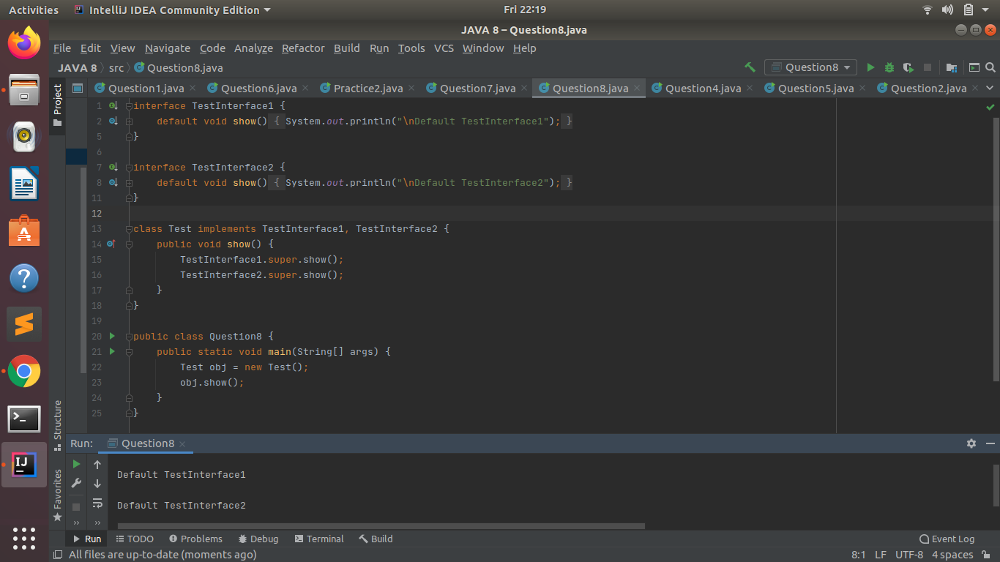 Activities IntelliJ IDEA Community Edition Fri 22:19
JAVA 8 – Question8.java
File Edit View Navigate Code Analyze Refactor Build Run Tools VCS Window Help
JAVA 8 src Question8.java Question8
Project
Question1.java Question6.java Practice2.java Question7.java Question8.java Question4.java Question5.java Question2.java
1 interface TestInterface1 {
2 default void show() { System.out.println("\nDefault TestInterface1"); }
5 }
6
7 interface TestInterface2 {
8 default void show() { System.out.println("\nDefault TestInterface2"); }
11 }
12
13 class Test implements TestInterface1, TestInterface2 {
14 public void show() {
15 TestInterface1.super.show();
16 TestInterface2.super.show();
17 }
18 }
19
20 public class Question8 {
21 public static void main(String[] args) {
22 Test obj = new Test();
23 obj.show();
24 }
25 }
Structure
Favorites
Run: Question8
Default TestInterface1
Default TestInterface2
Run TODO Problems Debug Terminal Build Event Log
All files are up-to-date (moments ago) 8:1 LF UTF-8 4 spaces